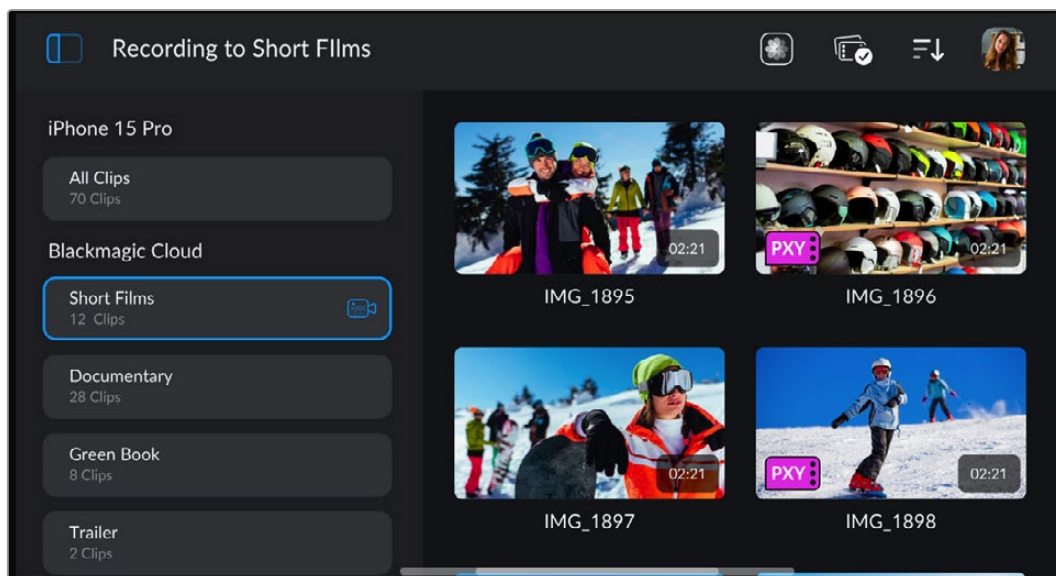 Recording to Short FIlms
iPhone 15 Pro
All Clips
70 Clips
Blackmagic Cloud
Short Films
12 Clips
Documentary
28 Clips
Green Book
8 Clips
Trailer
2 Clips
02:21
IMG_1895
PXY
02:21
IMG_1896
02:21
IMG_1897
PXY
02:21
IMG_1898